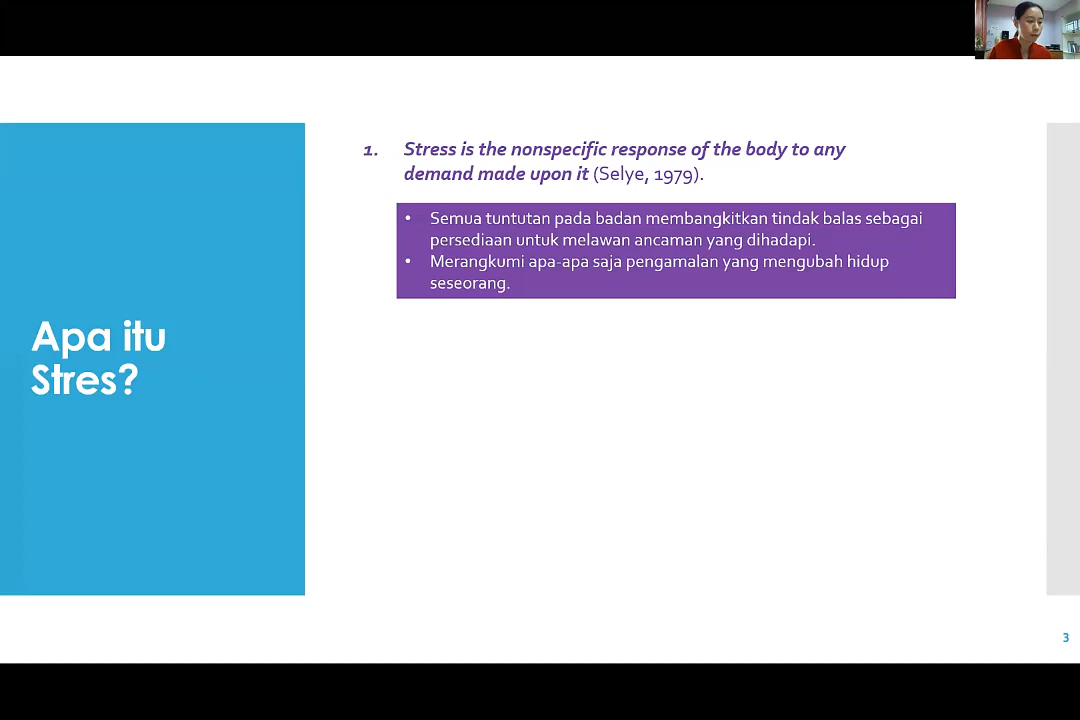 Apa itu
Stres?
1. Stress is the nonspecific response of the body to any
demand made upon it (Selye, 1979).
• Semua tuntutan pada badan membangkitkan tindak balas sebagai
persediaan untuk melawan ancaman yang dihadapi.
• Merangkumi apa-apa saja pengamalan yang mengubah hidup
seseorang.
3